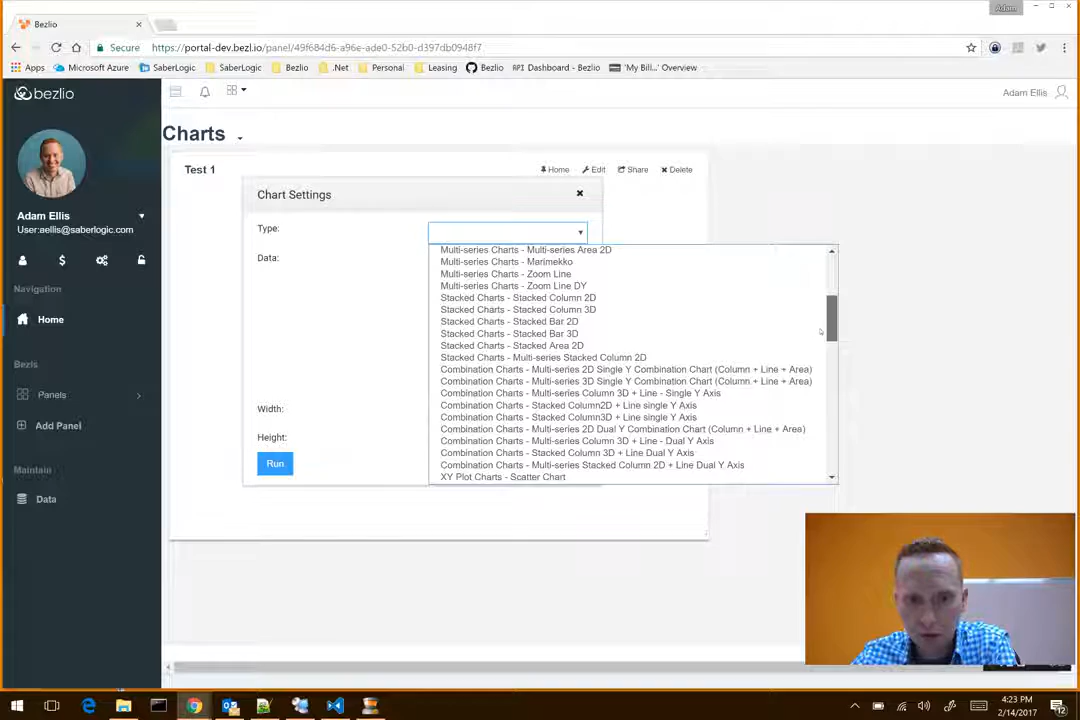 Adam
Bezlio
Secure
https://portal-dev.bezl.io/panel/49f684d6-a96e-ade0-52b0-d397db0948f7
Apps
Microsoft Azure
SaberLogic
SaberLogic
Bezlio
.Net
Personal
Leasing
Bezlio
RPI Dashboard - Bezlio
'My Bill...' Overview
bezlio
Adam Ellis
Charts
Test 1
Home
Edit
Share
Delete
Chart Settings
Adam Ellis
User:aellis@saberlogic.com
Type:
Data:
Multi-series Charts - Multi-series Area 2D
Multi-series Charts - Marimekko
Multi-series Charts - Zoom Line
Multi-series Charts - Zoom Line DY
Stacked Charts - Stacked Column 2D
Stacked Charts - Stacked Column 3D
Stacked Charts - Stacked Bar 2D
Stacked Charts - Stacked Bar 3D
Stacked Charts - Stacked Area 2D
Stacked Charts - Multi-series Stacked Column 2D
Combination Charts - Multi-series 2D Single Y Combination Chart (Column + Line + Area)
Combination Charts - Multi-series 3D Single Y Combination Chart (Column + Line + Area)
Combination Charts - Multi-series Column 3D + Line - Single Y Axis
Combination Charts - Stacked Column2D + Line single Y Axis
Combination Charts - Stacked Column3D + Line single Y Axis
Combination Charts - Multi-series 2D Dual Y Combination Chart (Column + Line + Area)
Combination Charts - Multi-series Column 3D + Line - Dual Y Axis
Combination Charts - Stacked Column 3D + Line Dual Y Axis
Combination Charts - Multi-series Stacked Column 2D + Line Dual Y Axis
XY Plot Charts - Scatter Chart
Width:
Height:
Run
Navigation
Home
Bezls
Panels
Add Panel
Maintain
Data
4:23 PM
2/14/2017
12